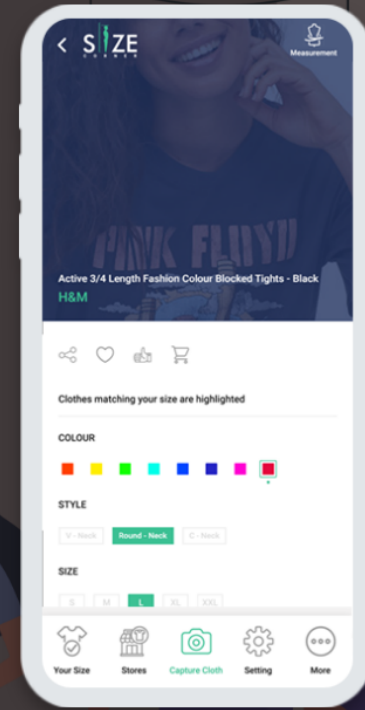 SIZE
CORNER
Measurement
PINK FLOYD
Active 3/4 Length Fashion Colour Blocked Tights - Black
H&M
Clothes matching your size are highlighted
COLOUR
STYLE
V - Neck Round - Neck C - Neck
SIZE
S M L XL XXL
Your Size Stores Capture Cloth Setting More